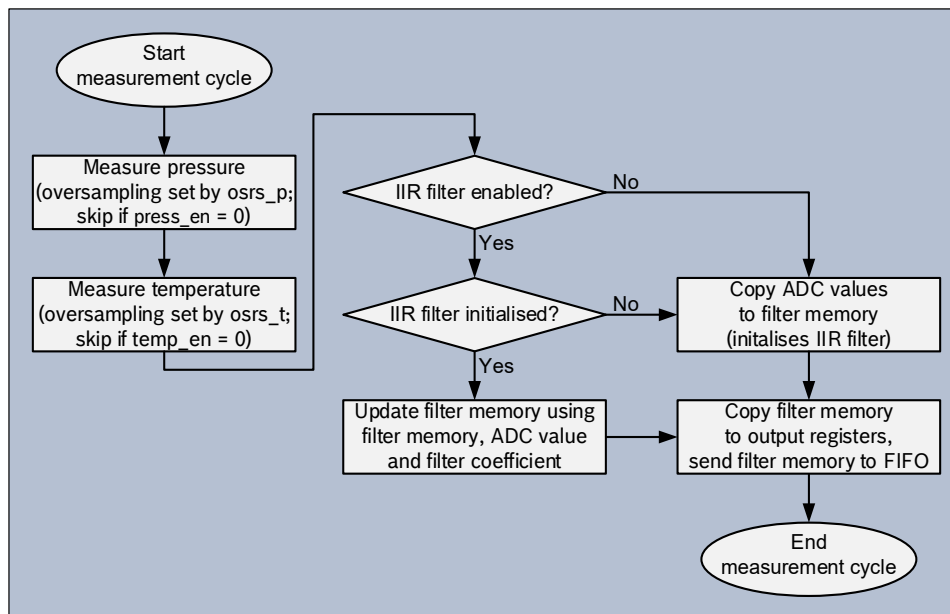 Start
measurement cycle
Measure pressure
(oversampling set by osrs_p;
skip if press_en = 0)
Measure temperature
(oversampling set by osrs_t;
skip if temp_en = 0)
IIR filter enabled?
No
Yes
IIR filter initialised?
No
Yes
Copy ADC values
to filter memory
(initalises IIR filter)
Update filter memory using
filter memory, ADC value
and filter coefficient
Copy filter memory
to output registers,
send filter memory to FIFO
End
measurement cycle